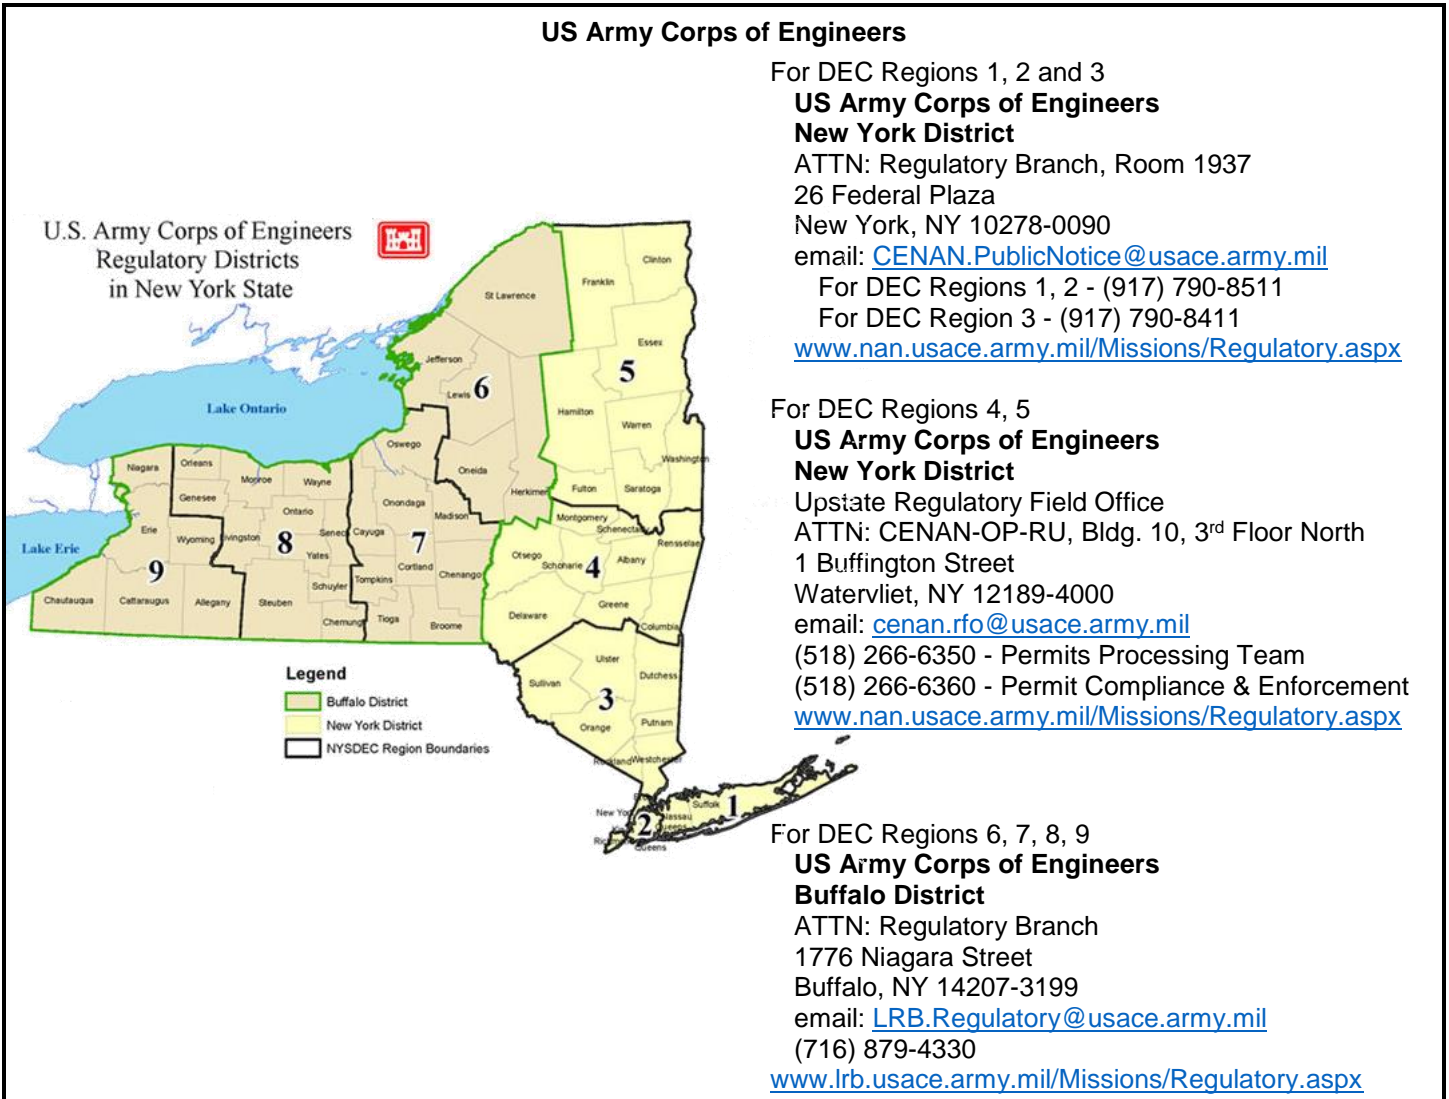 US Army Corps of Engineers
For DEC Regions 1, 2 and 3
US Army Corps of Engineers
New York District
ATTN: Regulatory Branch, Room 1937
26 Federal Plaza
New York, NY 10278-0090
email: CENAN.PublicNotice@usace.army.mil
For DEC Regions 1, 2 - (917) 790-8511
For DEC Region 3 - (917) 790-8411
www.nan.usace.army.mil/Missions/Regulatory.aspx
For DEC Regions 4, 5
US Army Corps of Engineers
New York District
Upstate Regulatory Field Office
ATTN: CENAN-OP-RU, Bldg. 10, 3rd Floor North
1 Buffington Street
Watervliet, NY 12189-4000
email: cenan.rfo@usace.army.mil
(518) 266-6350 - Permits Processing Team
(518) 266-6360 - Permit Compliance & Enforcement
www.nan.usace.army.mil/Missions/Regulatory.aspx
For DEC Regions 6, 7, 8, 9
US Army Corps of Engineers
Buffalo District
ATTN: Regulatory Branch
1776 Niagara Street
Buffalo, NY 14207-3199
email: LRB.Regulatory@usace.army.mil
(716) 879-4330
www.lrb.usace.army.mil/Missions/Regulatory.aspx
U.S. Army Corps of Engineers
Regulatory Districts
in New York State
Clinton
Franklin
St Lawrence
Essex
Jefferson
5
6
Lewis
Lake Ontario
Hamilton
Warren
Oswego
Washington
Niagara
Orleans
Oneida
Monroe
Wayne
Genesee
Fulton
Saratoga
Herkimer
Onondaga
Ontario
Madison
Montgomery
Schenectady
Erie
Wyoming
Livingston
Seneca
Cayuga
Rensselaer
Lake Erie
8
7
Yates
Otsego
Schoharie
4
Albany
9
Cortland
Chenango
Tompkins
Schuyler
Chautauqua
Cattaraugus
Allegany
Steuben
Greene
Delaware
Chemung
Tioga
Broome
Columbia
Ulster
Legend
Buffalo District
New York District
NYSDEC Region Boundaries
Sullivan
Dutchess
3
Orange
Putnam
Rockland
Westchester
Suffolk
1
New York
Nassau
2
Queens
Queens